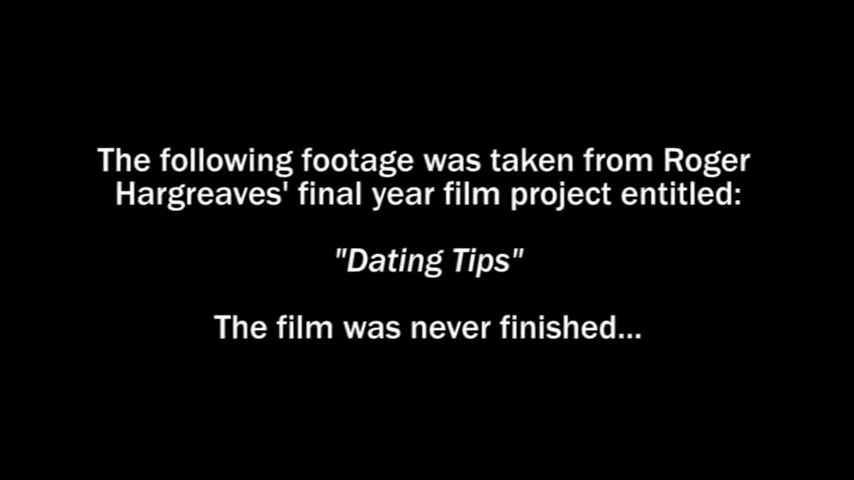 The following footage was taken from Roger
Hargreaves' final year film project entitled:
"Dating Tips"
The film was never finished...